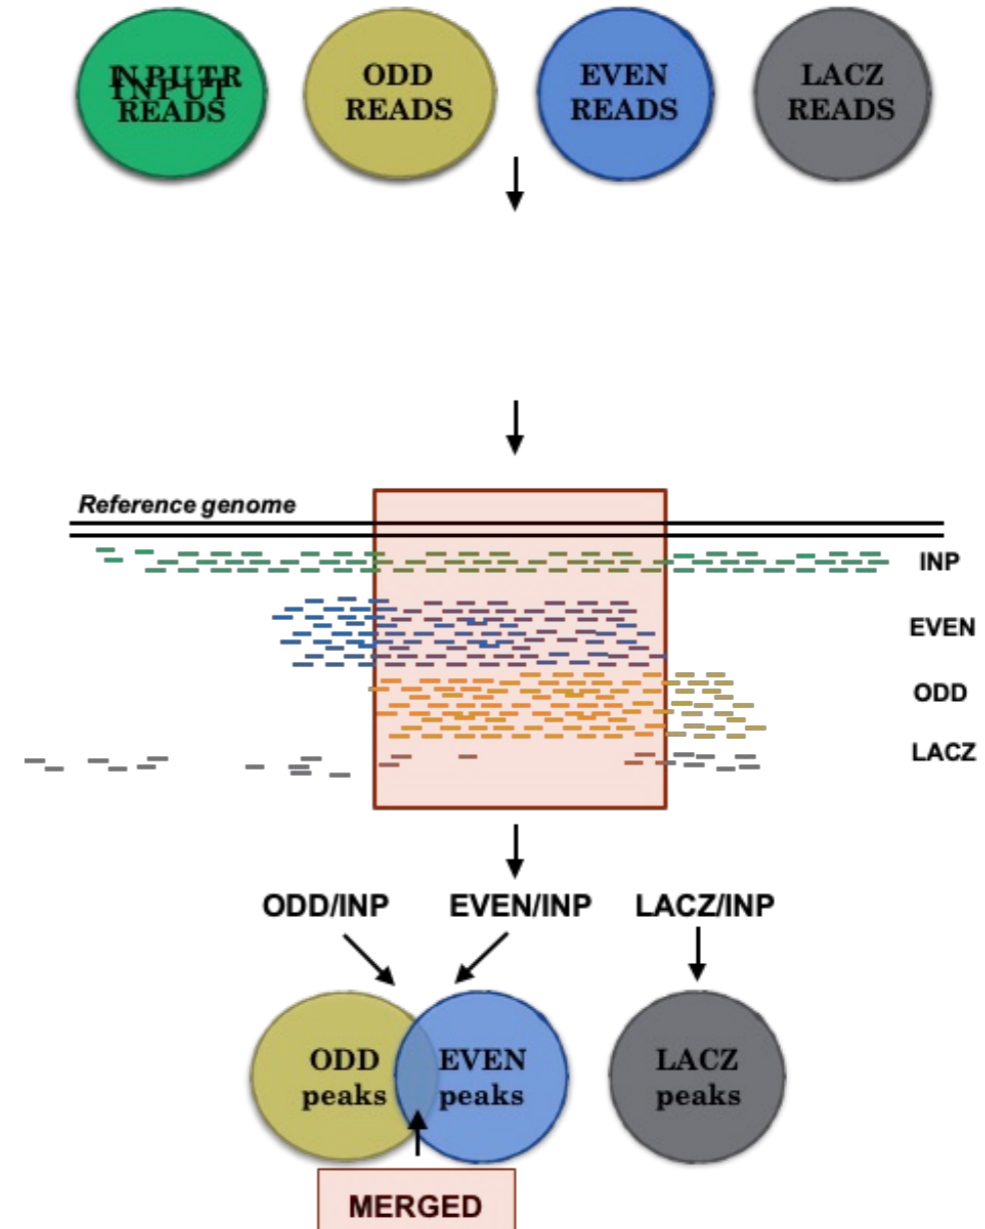 INPUT
READS
ODD
READS
EVEN
READS
LACZ
READS
Reference genome
INP
EVEN
ODD
LACZ
ODD/INP
EVEN/INP
LACZ/INP
ODD
peaks
EVEN
peaks
LACZ
peaks
MERGED